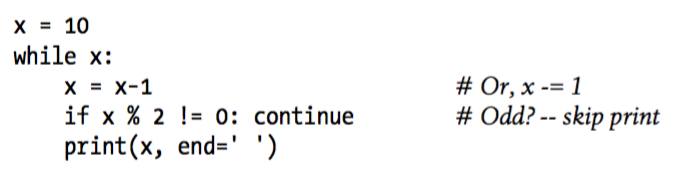 x = 10
while x:
    x = x-1                    # Or, x -= 1
    if x % 2 != 0: continue    # Odd? -- skip print
    print(x, end=' ')